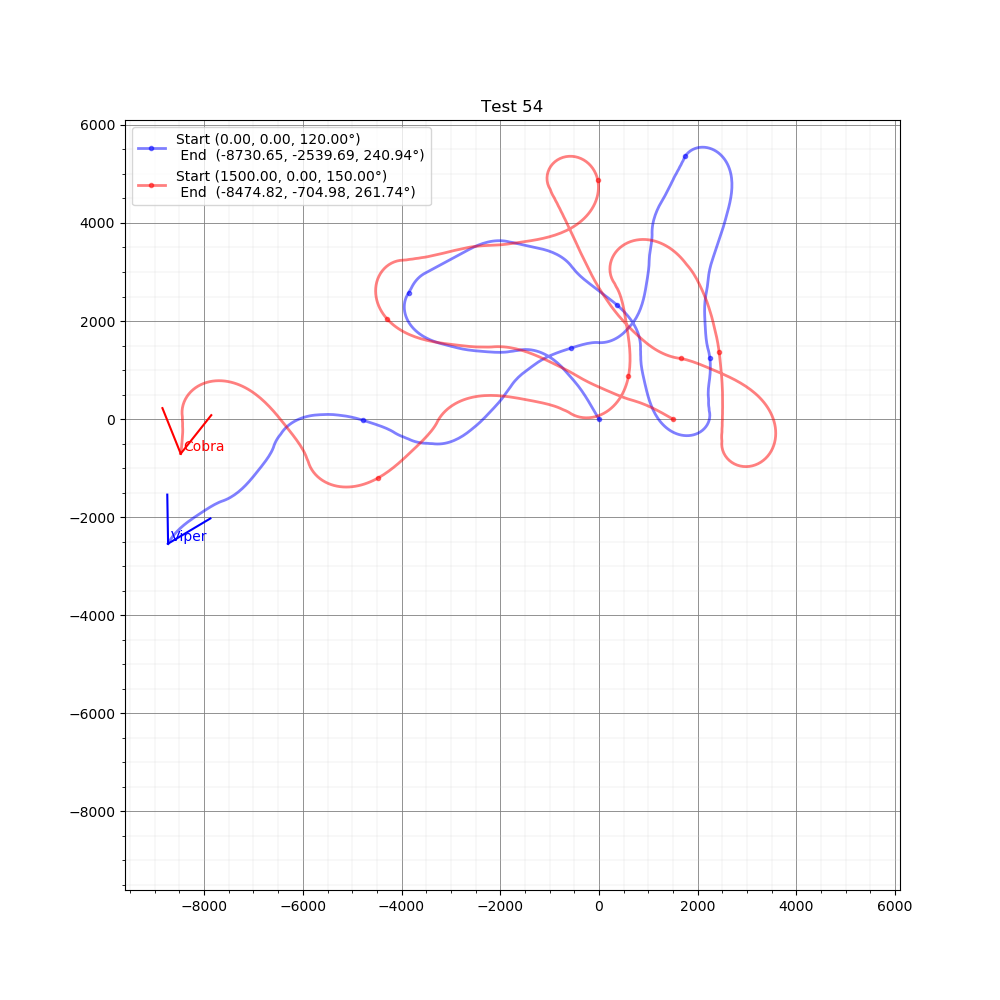 Test 54
Start (0.00, 0.00, 120.00°)
End (-8730.65, -2539.69, 240.94°)
Start (1500.00, 0.00, 150.00°)
End (-8474.82, -704.98, 261.74°)
6000
4000
2000
0
−2000
−4000
−6000
−8000
Cobra
Viper
−8000 −6000 −4000 −2000 0 2000 4000 6000